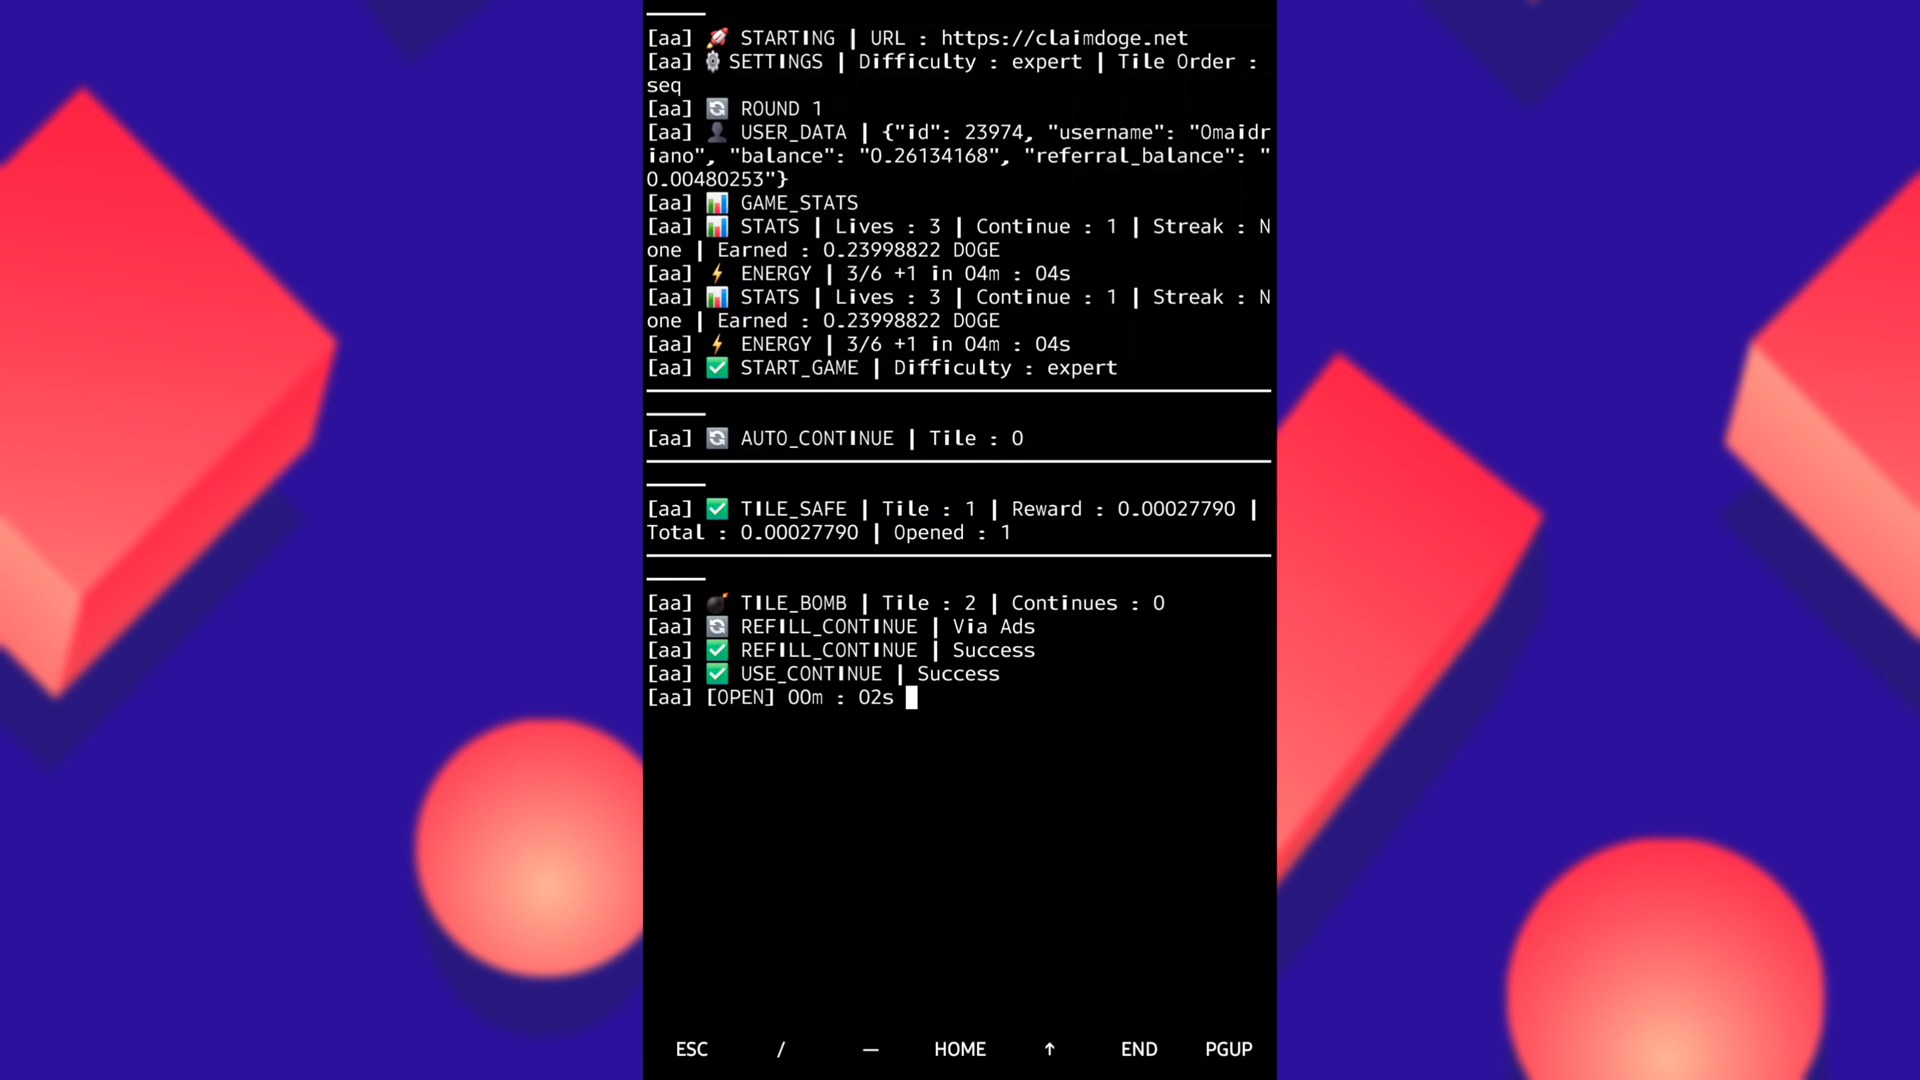 [aa] 🚀 STARTING | URL : https://claimdoge.net
[aa] ⚙️ SETTINGS | Difficulty : expert | Tile Order :
seq
[aa] 🔄 ROUND 1
[aa] 👤 USER_DATA | {"id": 23974, "username": "Omaidr
iano", "balance": "0.26134168", "referral_balance": "
0.00480253"}
[aa] 📊 GAME_STATS
[aa] 📊 STATS | Lives : 3 | Continue : 1 | Streak : N
one | Earned : 0.23998822 DOGE
[aa] ⚡ ENERGY | 3/6 +1 in 04m : 04s
[aa] 📊 STATS | Lives : 3 | Continue : 1 | Streak : N
one | Earned : 0.23998822 DOGE
[aa] ⚡ ENERGY | 3/6 +1 in 04m : 04s
[aa] ✅ START_GAME | Difficulty : expert
[aa] 🔄 AUTO_CONTINUE | Tile : 0
[aa] ✅ TILE_SAFE | Tile : 1 | Reward : 0.00027790 |
Total : 0.00027790 | Opened : 1
[aa] 💣 TILE_BOMB | Tile : 2 | Continues : 0
[aa] 🔄 REFILL_CONTINUE | Via Ads
[aa] ✅ REFILL_CONTINUE | Success
[aa] ✅ USE_CONTINUE | Success
[aa] [OPEN] 00m : 02s
ESC / — HOME ↑ END PGUP